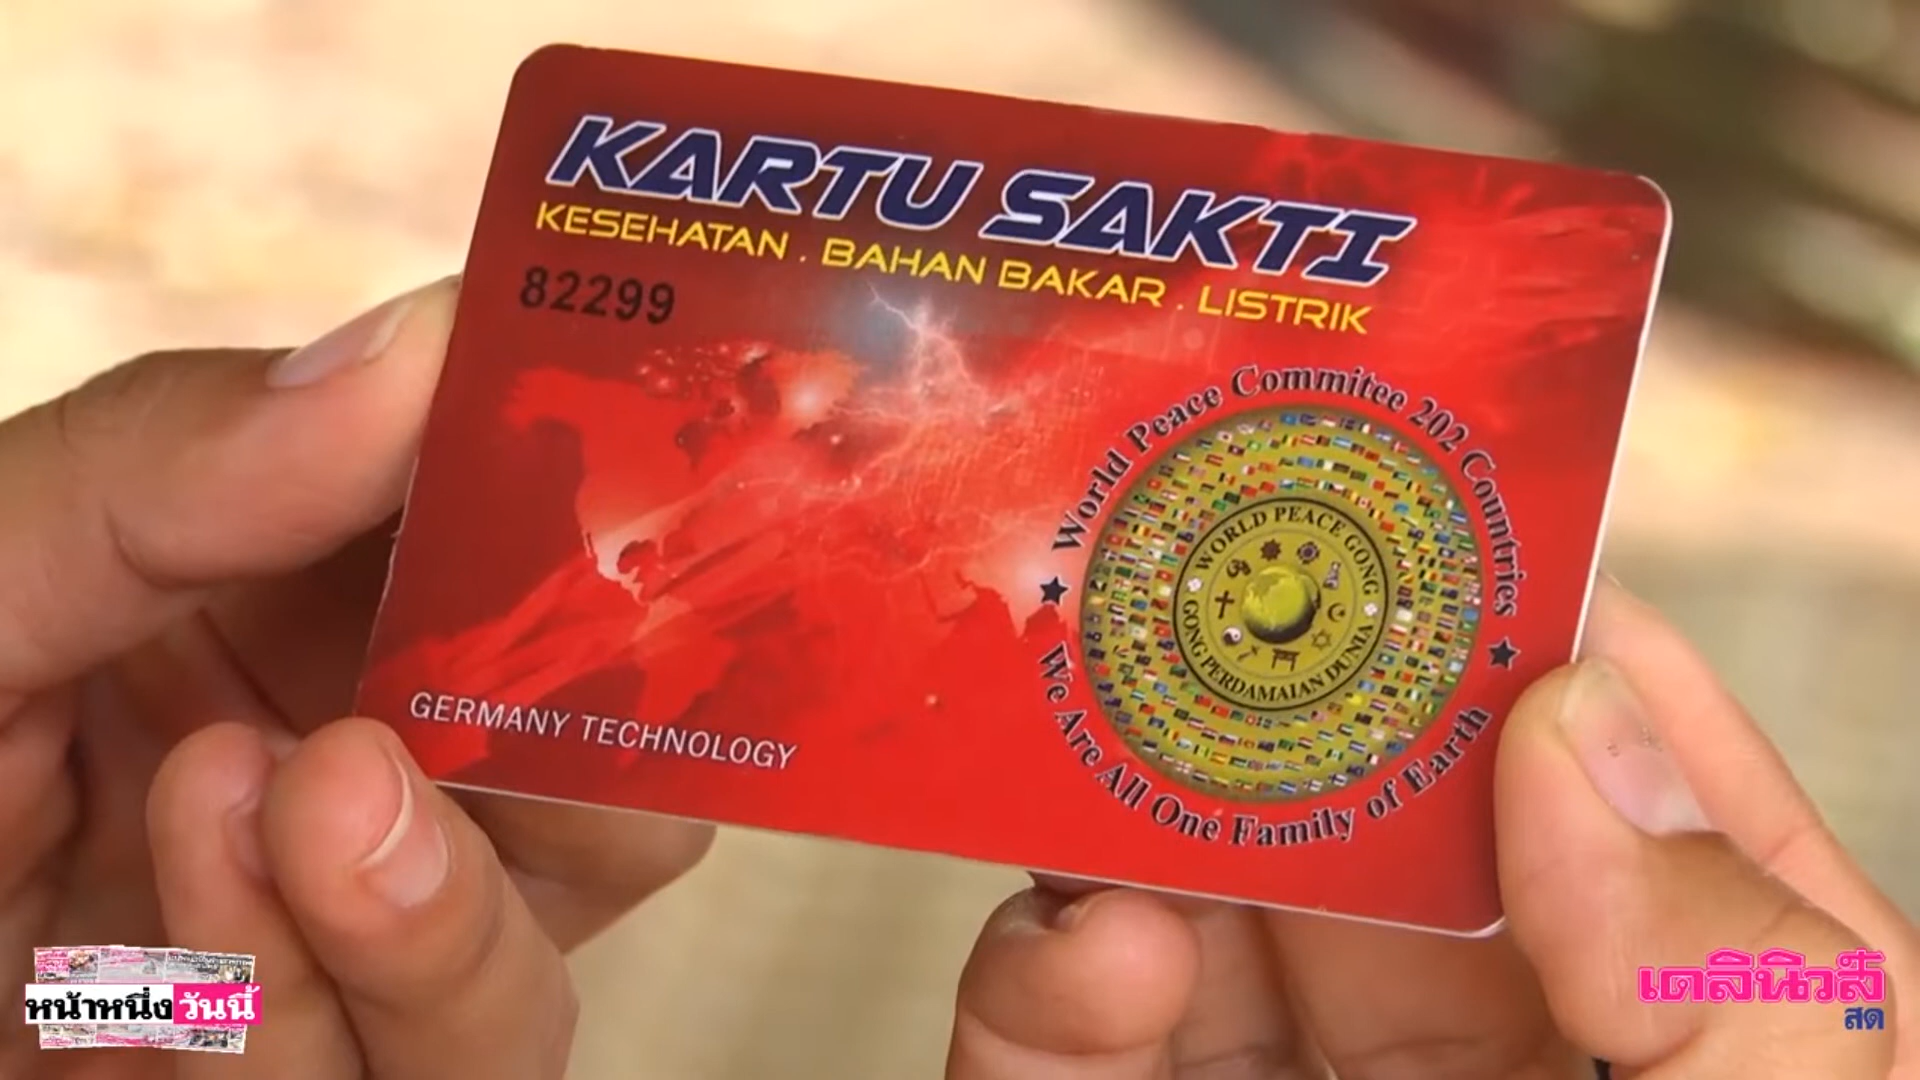 KARTU SAKTI
KESEHATAN . BAHAN BAKAR . LISTRIK
82299
World Peace Commitee 202 Countries
WORLD PEACE GONG
GONG PERDAMAIAN DUNIA
We Are All One Family of Earth
GERMANY TECHNOLOGY
หน้าหนึ่งวันนี้
เดลินิวส์
สด